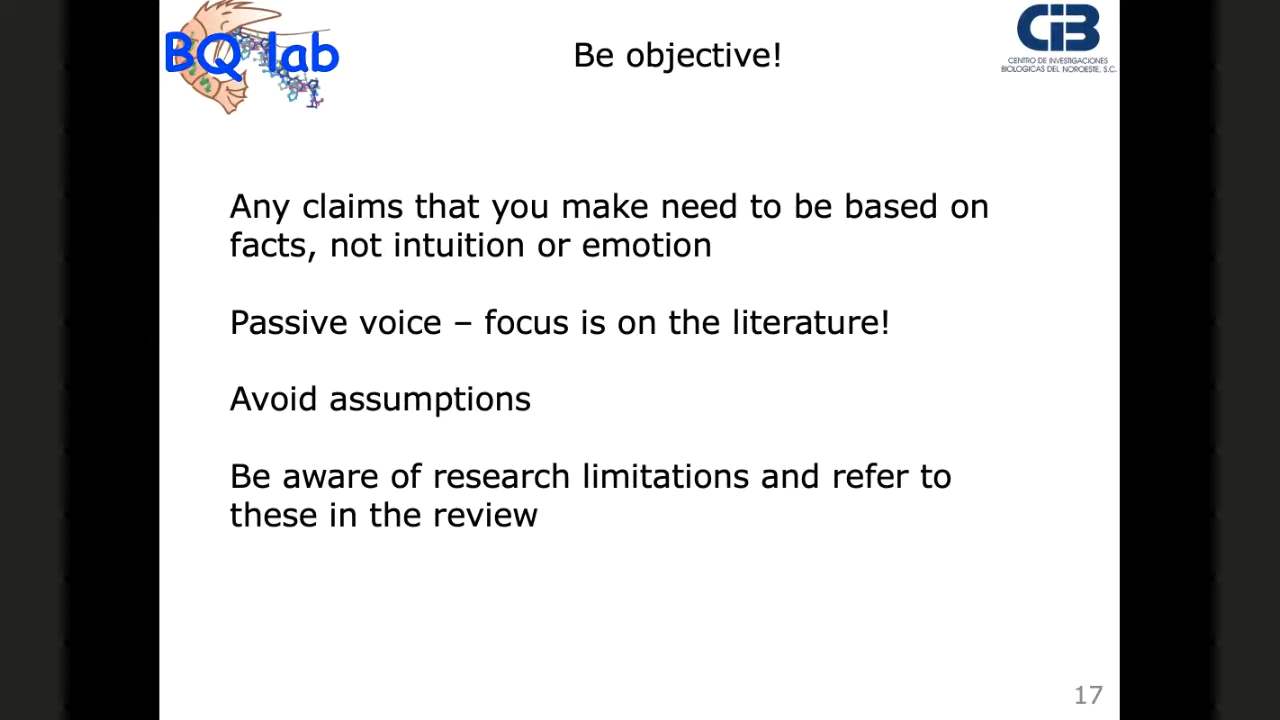 BQ lab
Be objective!
CIB
CENTRO DE INVESTIGACIONES
BIOLOGICAS DEL NOROESTE, S.C.
Any claims that you make need to be based on
facts, not intuition or emotion
Passive voice – focus is on the literature!
Avoid assumptions
Be aware of research limitations and refer to
these in the review
17